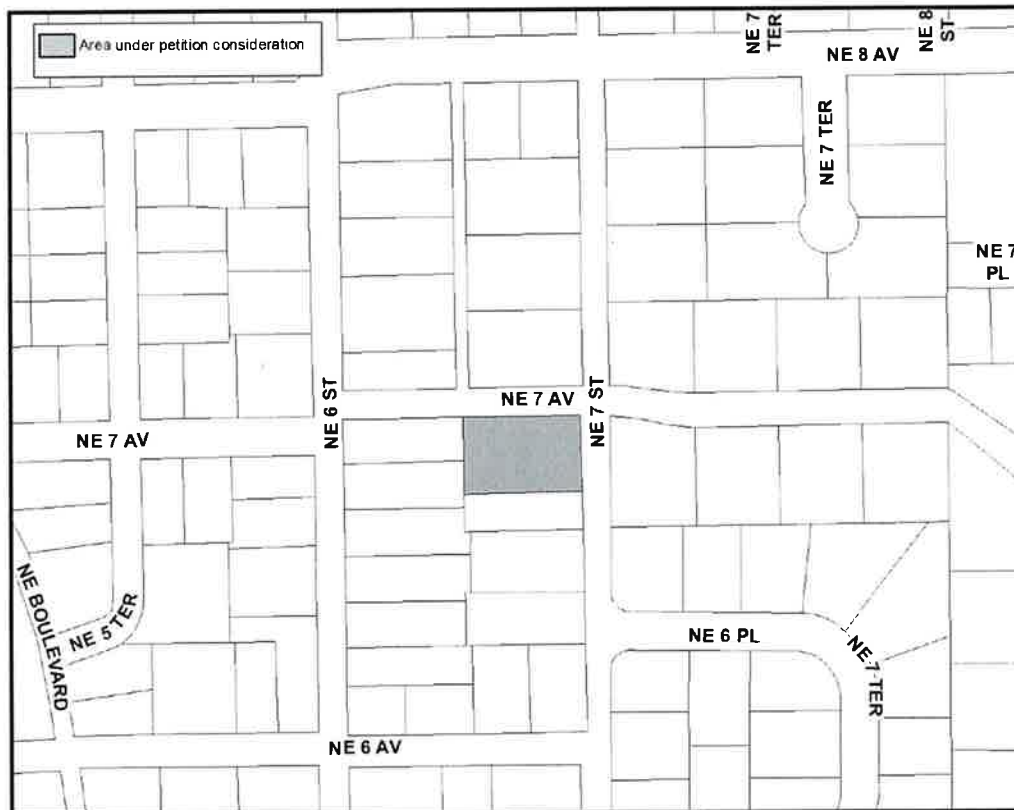 Area under petition consideration
NE 7
TER
NE 8
ST
NE 8 AV
NE 7 TER
NE 7
PL
NE 6 ST
NE 7 AV
NE 7 ST
NE 7 AV
NE BOULEVARD
NE 5 TER
NE 6 PL
NE 7 TER
NE 6 AV